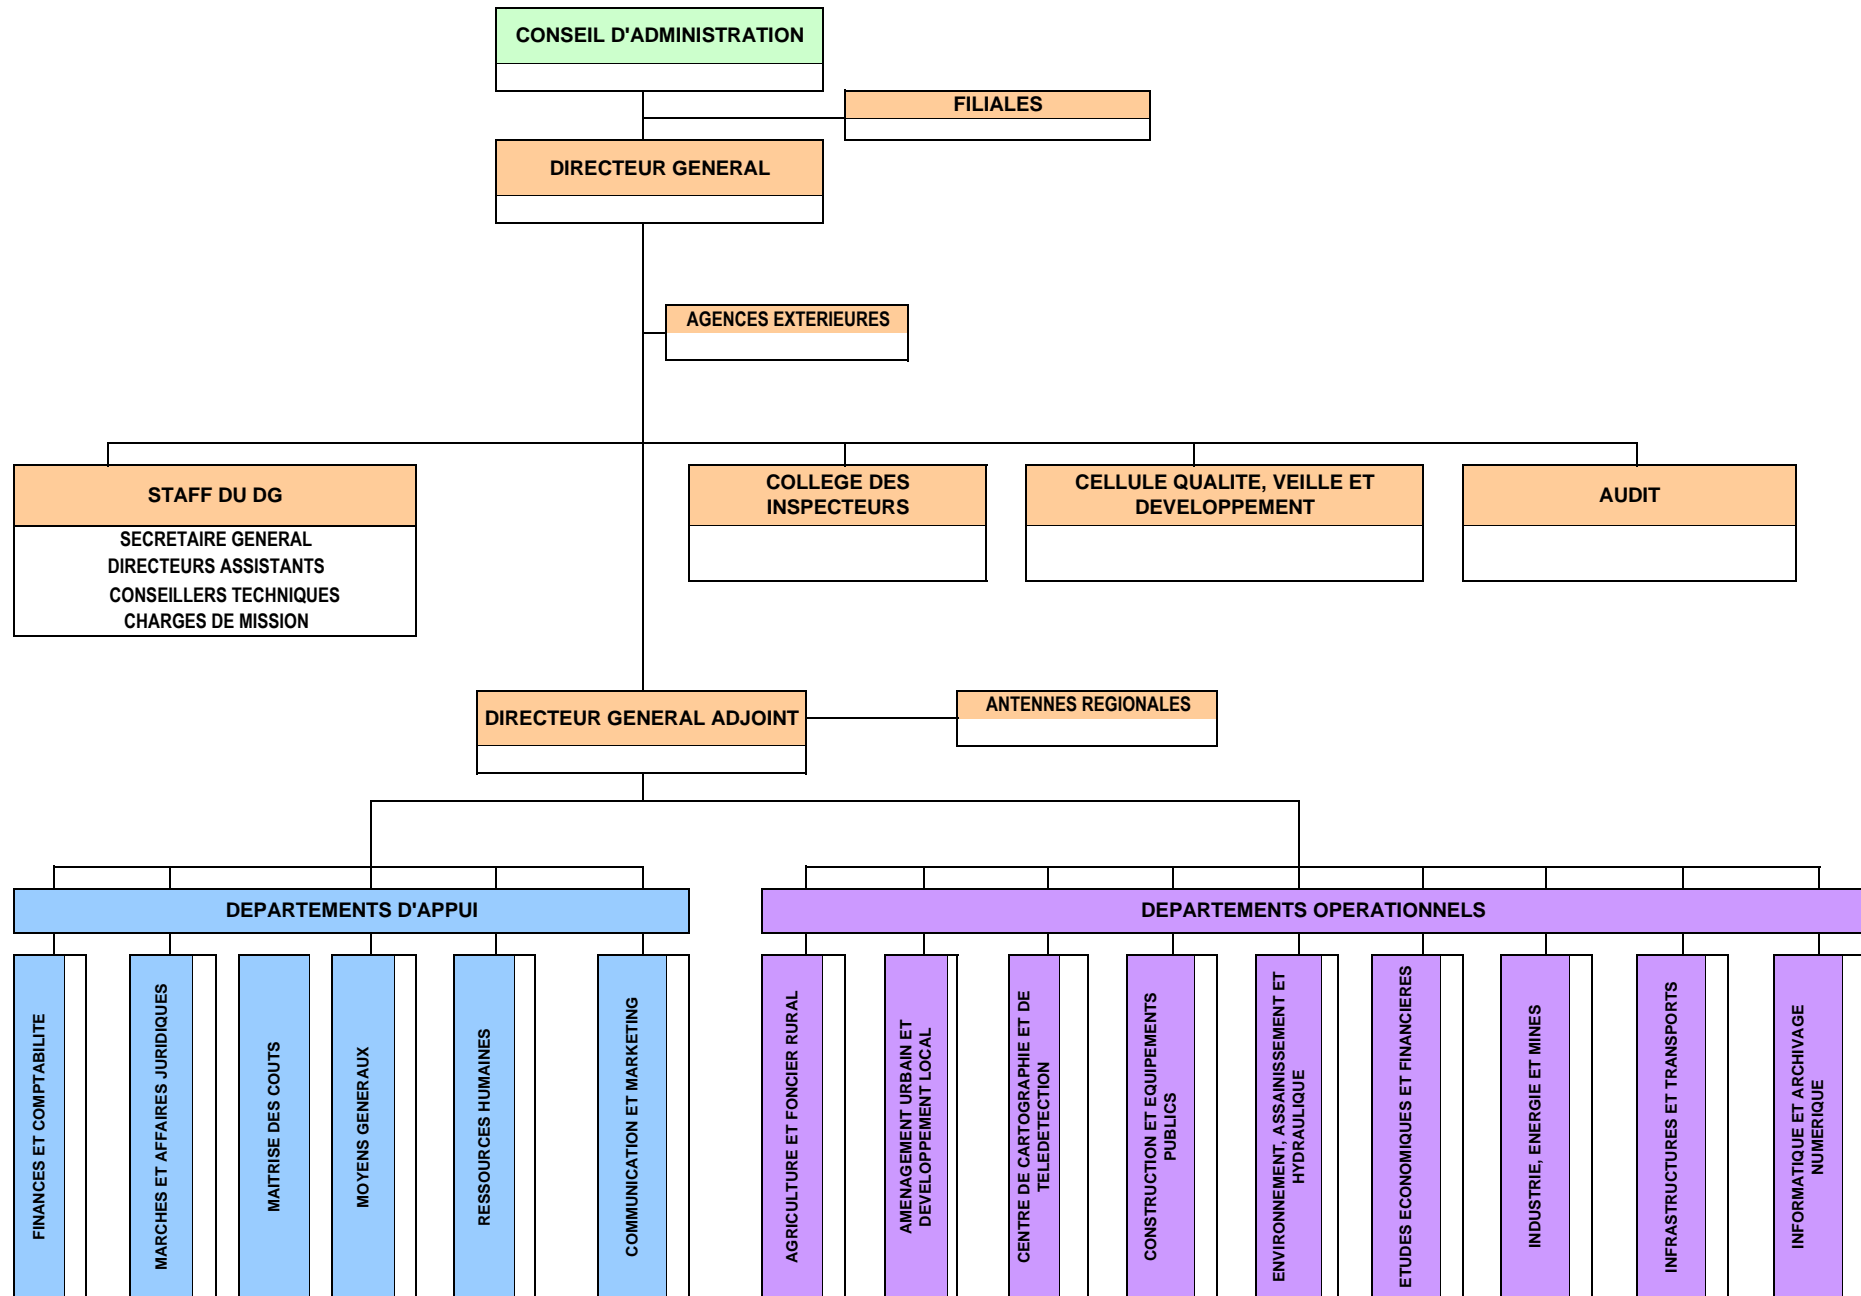 CONSEIL D'ADMINISTRATION
FILIALES
DIRECTEUR GENERAL
AGENCES EXTERIEURES
STAFF DU DG
SECRETAIRE GENERAL
DIRECTEURS ASSISTANTS
CONSEILLERS TECHNIQUES
CHARGES DE MISSION
COLLEGE DES
INSPECTEURS
CELLULE QUALITE, VEILLE ET
DEVELOPPEMENT
AUDIT
DIRECTEUR GENERAL ADJOINT
ANTENNES REGIONALES
DEPARTEMENTS D'APPUI
DEPARTEMENTS OPERATIONNELS
FINANCES ET COMPTABILITE
MARCHES ET AFFAIRES JURIDIQUES
MAITRISE DES COUTS
MOYENS GENERAUX
RESSOURCES HUMAINES
COMMUNICATION ET MARKETING
AGRICULTURE ET FONCIER RURAL
AMENAGEMENT URBAIN ET
DEVELOPPEMENT LOCAL
CENTRE DE CARTOGRAPHIE ET DE
TELEDETECTION
CONSTRUCTION ET EQUIPEMENTS
PUBLICS
ENVIRONNEMENT, ASSAINISSEMENT ET
HYDRAULIQUE
ETUDES ECONOMIQUES ET FINANCIERES
INDUSTRIE, ENERGIE ET MINES
INFRASTRUCTURES ET TRANSPORTS
INFORMATIQUE ET ARCHIVAGE
NUMERIQUE